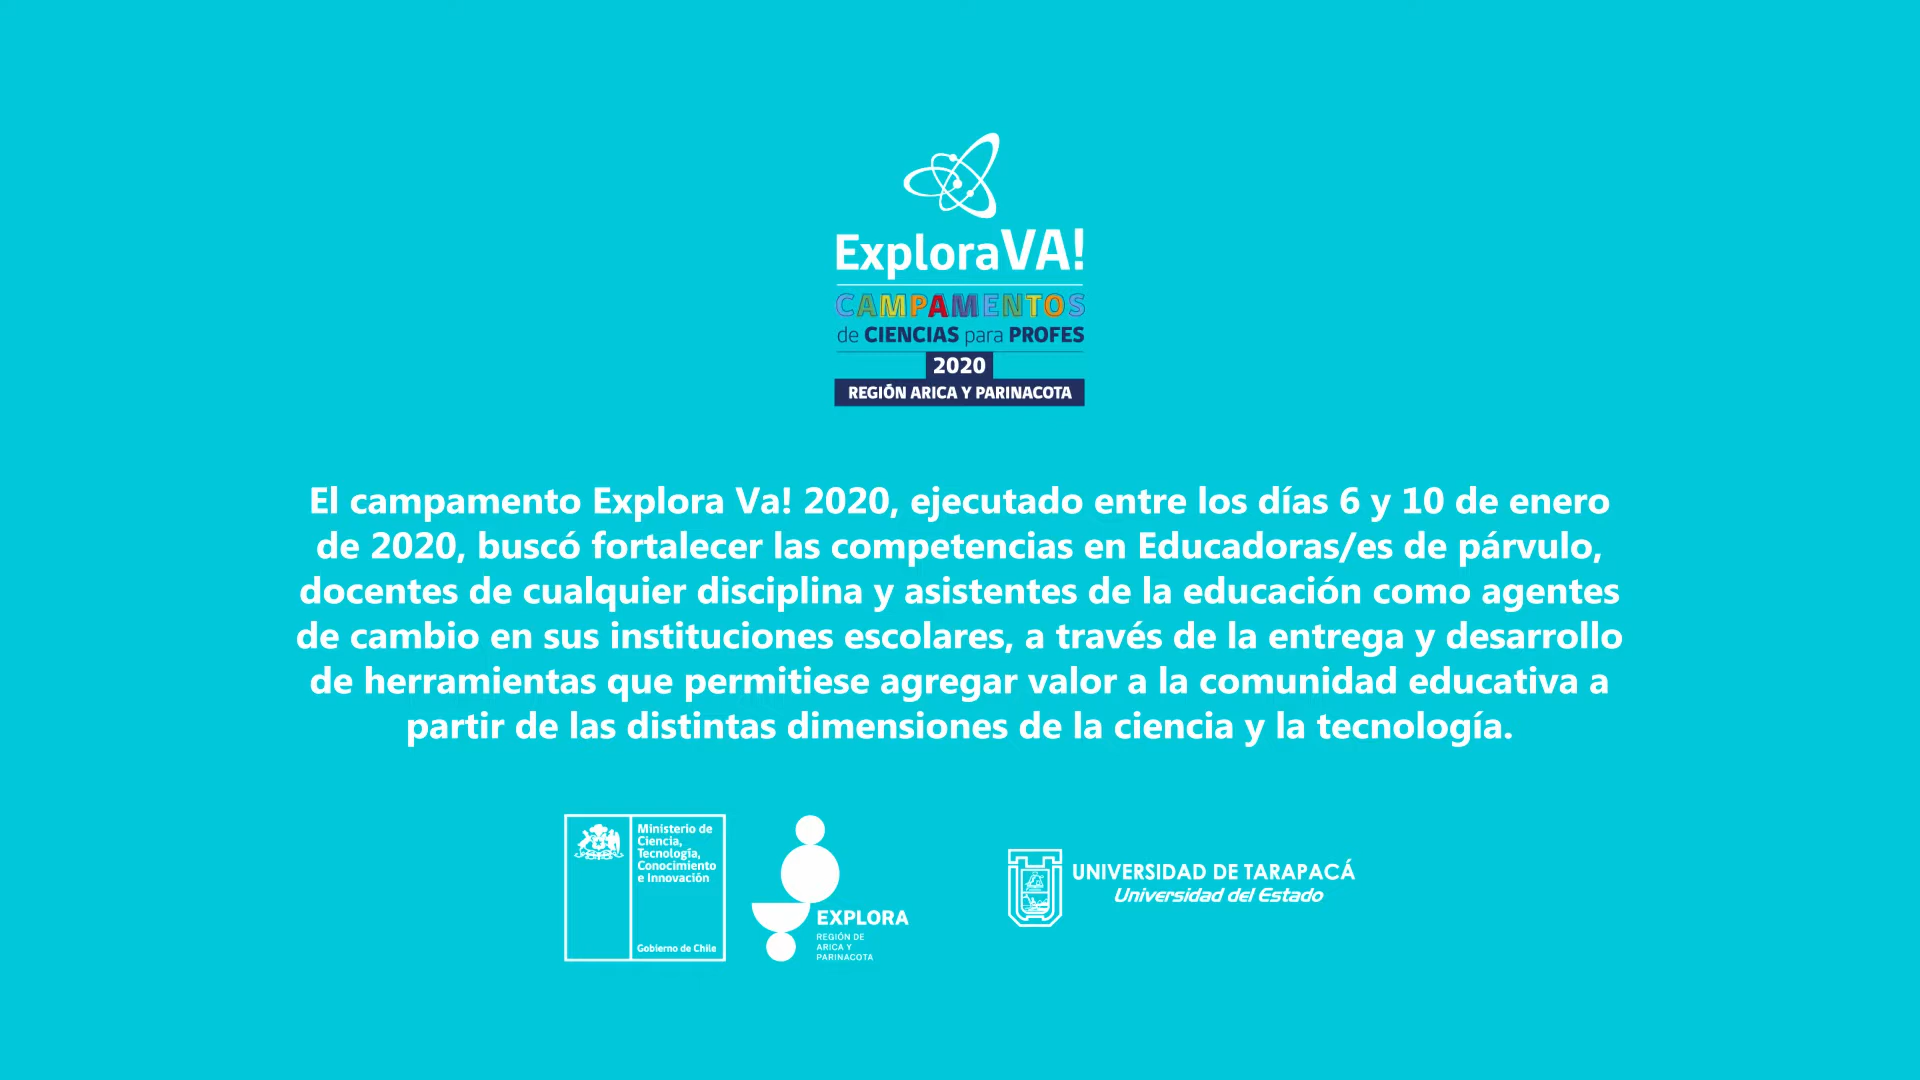 ExploraVA!
CAMPAMENTOS
de CIENCIAS para PROFES
2020
REGIÓN ARICA Y PARINACOTA
El campamento Explora Va! 2020, ejecutado entre los días 6 y 10 de enero
de 2020, buscó fortalecer las competencias en Educadoras/es de párvulo,
docentes de cualquier disciplina y asistentes de la educación como agentes
de cambio en sus instituciones escolares, a través de la entrega y desarrollo
de herramientas que permitiese agregar valor a la comunidad educativa a
partir de las distintas dimensiones de la ciencia y la tecnología.
Ministerio de
Ciencia,
Tecnología,
Conocimiento
e Innovación
Gobierno de Chile
EXPLORA
REGIÓN DE
ARICA Y
PARINACOTA
UNIVERSIDAD DE TARAPACÁ
Universidad del Estado